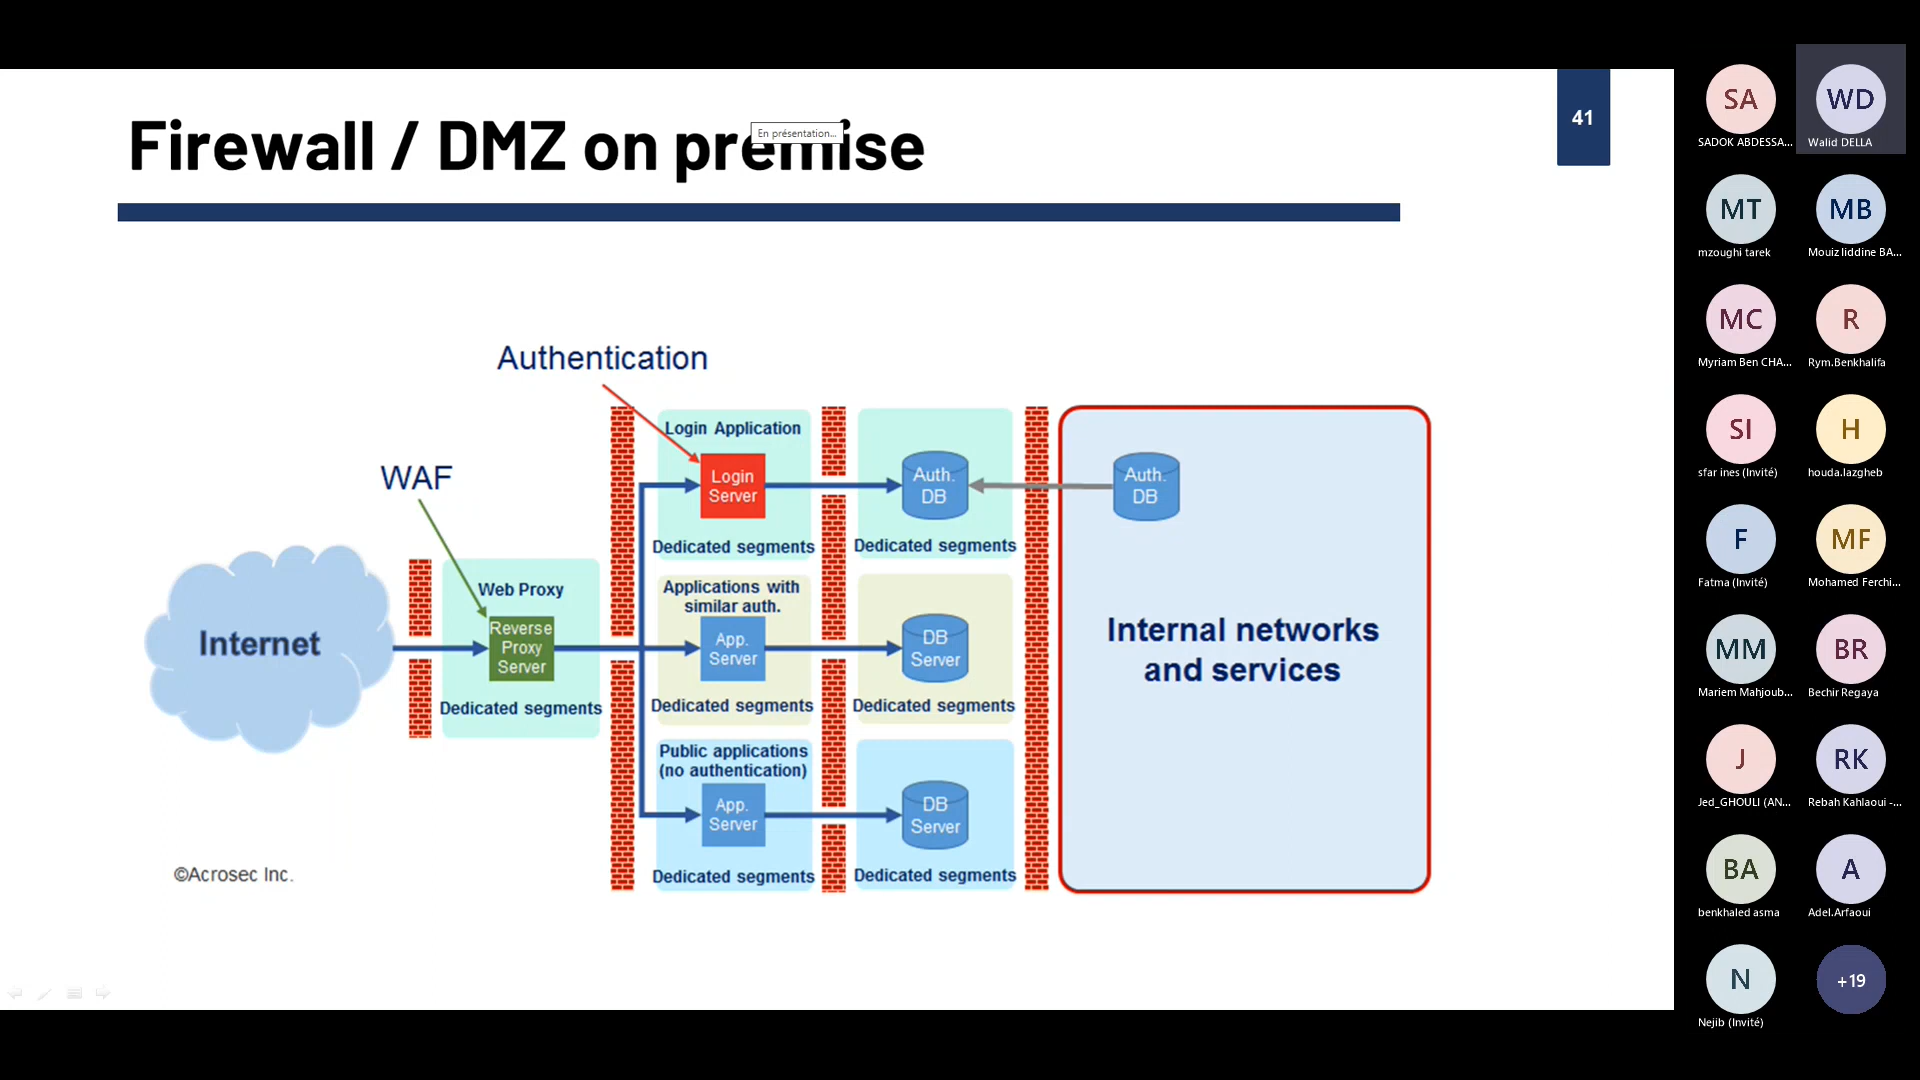 Firewall / DMZ on premise
En présentation...
41
Authentication
WAF
Internet
Web Proxy
Reverse
Proxy
Server
Dedicated segments
Login Application
Login
Server
Dedicated segments
Auth.
DB
Dedicated segments
Auth.
DB
Applications with
similar auth.
App.
Server
Dedicated segments
DB
Server
Dedicated segments
Public applications
(no authentication)
App.
Server
Dedicated segments
DB
Server
Dedicated segments
Internal networks
and services
©Acrosec Inc.
SA
SADOK ABDESSA...
WD
Walid DELLA
MT
mzoughi tarek
MB
Mouiz liddine BA...
MC
Myriam Ben CHA...
R
Rym.Benkhalifa
SI
sfar ines (Invité)
H
houda.lazgheb
F
Fatma (Invité)
MF
Mohamed Ferchi...
MM
Mariem Mahjoub...
BR
Bechir Regaya
J
Jed_GHOULI (AN...
RK
Rebah Kahlaoui -...
BA
benkhaled asma
A
Adel.Arfaoui
N
Nejib (Invité)
+19